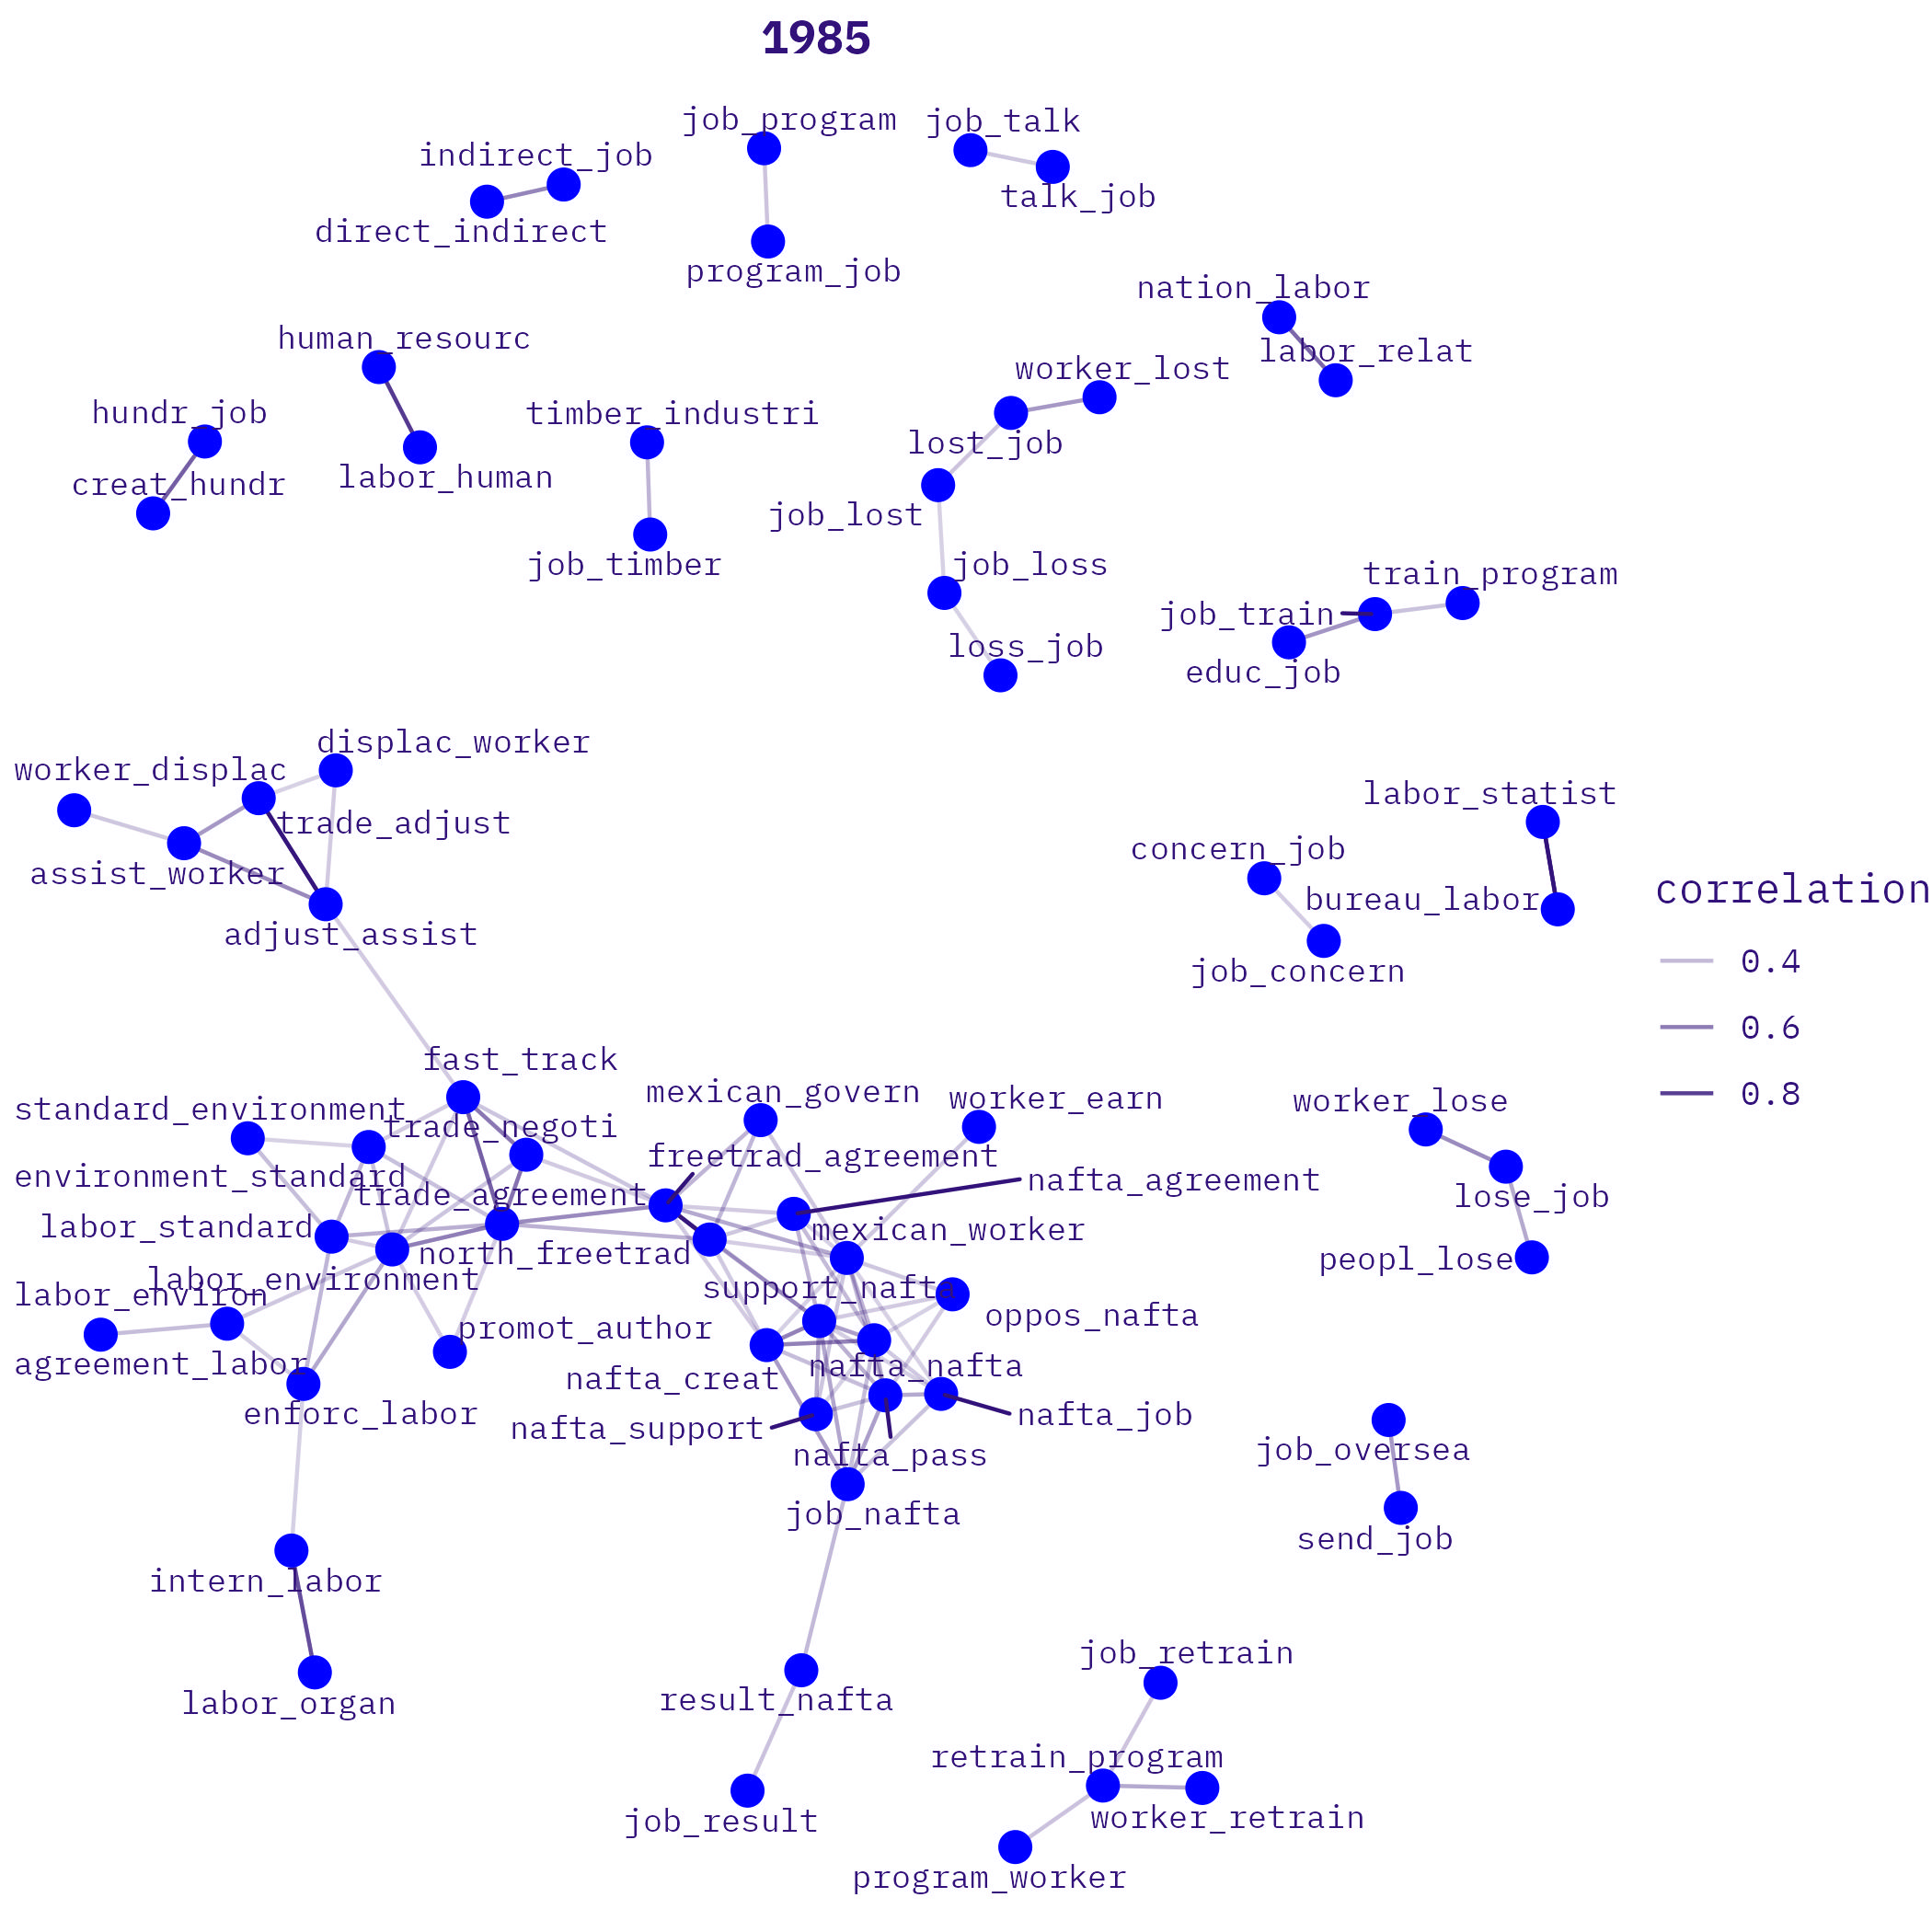 1985
job_program
job_talk
indirect_job
talk_job
direct_indirect
program_job
nation_labor
human_resourc
labor_relat
worker_lost
hundr_job
timber_industri
lost_job
labor_human
creat_hundr
job_lost
job_timber
job_loss
train_program
job_train
loss_job
educ_job
displac_worker
worker_displac
labor_statist
trade_adjust
concern_job
assist_worker
bureau_labor
correlation
adjust_assist
0.4
job_concern
0.6
fast_track
mexican_govern
0.8
worker_earn
worker_lose
standard_environment
trade_negoti
freetrad_agreement
environment_standard
nafta_agreement
trade_agreement
lose_job
labor_standard
mexican_worker
north_freetrad
peopl_lose
labor_environment
support_nafta
labor_environ
oppos_nafta
promot_author
agreement_labor
nafta_nafta
nafta_creat
enforc_labor
nafta_job
nafta_support
job_oversea
nafta_pass
job_nafta
send_job
intern_labor
job_retrain
result_nafta
labor_organ
retrain_program
worker_retrain
job_result
program_worker